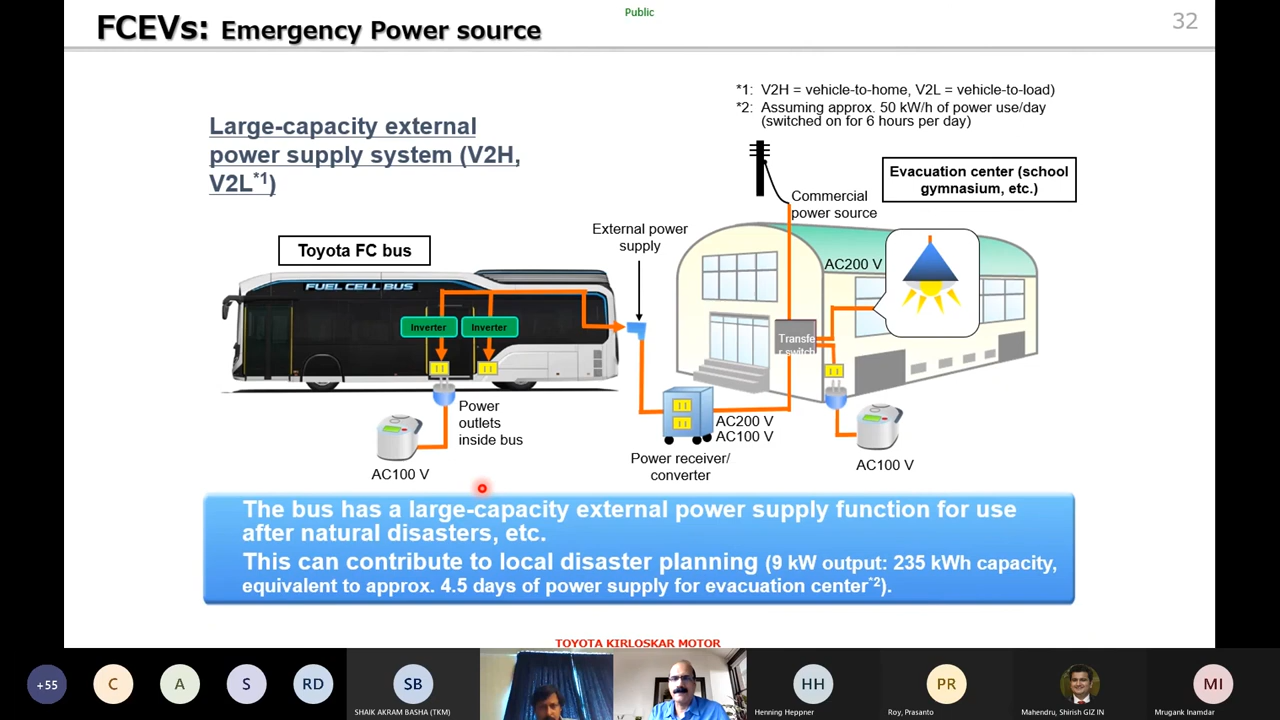 Public
FCEVs: Emergency Power source
32
*1: V2H = vehicle-to-home, V2L = vehicle-to-load)
*2: Assuming approx. 50 kW/h of power use/day
(switched on for 6 hours per day)
Large-capacity external
power supply system (V2H,
V2L*1)
Evacuation center (school
gymnasium, etc.)
Commercial
power source
External power
supply
Toyota FC bus
AC200 V
FUEL CELL BUS
Inverter
Inverter
Transfe
r switch
Power
outlets
inside bus
AC200 V
AC100 V
Power receiver/
converter
AC100 V
AC100 V
The bus has a large-capacity external power supply function for use
after natural disasters, etc.
This can contribute to local disaster planning (9 kW output: 235 kWh capacity,
equivalent to approx. 4.5 days of power supply for evacuation center*2).
TOYOTA KIRLOSKAR MOTOR
+55
C
A
S
RD
SB
SHAIK AKRAM BASHA (TKM)
HH
Henning Heppner
PR
Roy, Prasanto
Mahendru, Shirish GIZ IN
MI
Mrugank Inamdar